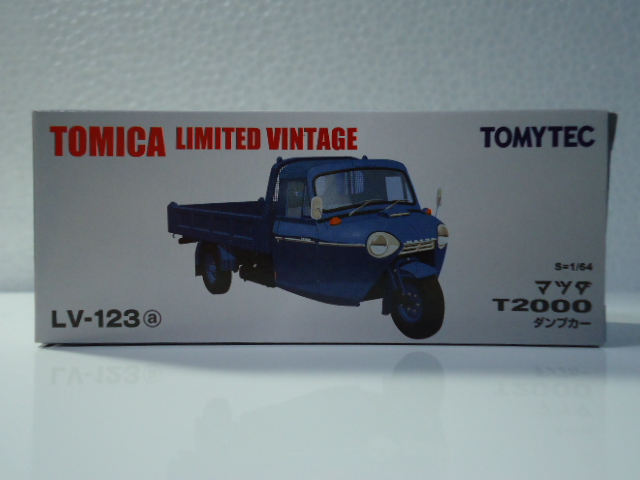 TOMICA LIMITED VINTAGE
TOMYTEC
S=1/64
マツダ
T2000
ダンプカー
LV-123ⓐ